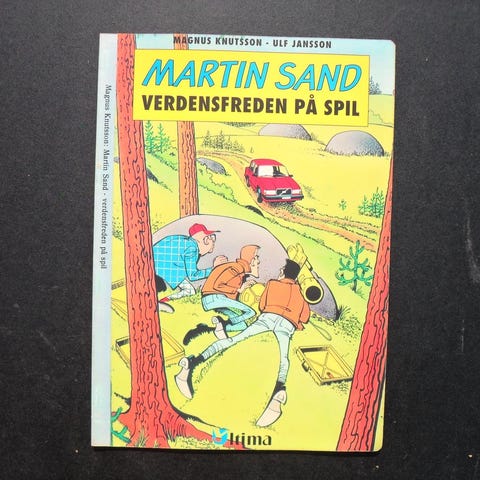 MAGNUS KNUTSSON - ULF JANSSON
MARTIN SAND
VERDENSFREDEN PÅ SPIL
Magnus Knutsson: Martin Sand - verdensfreden på spil
Ultima